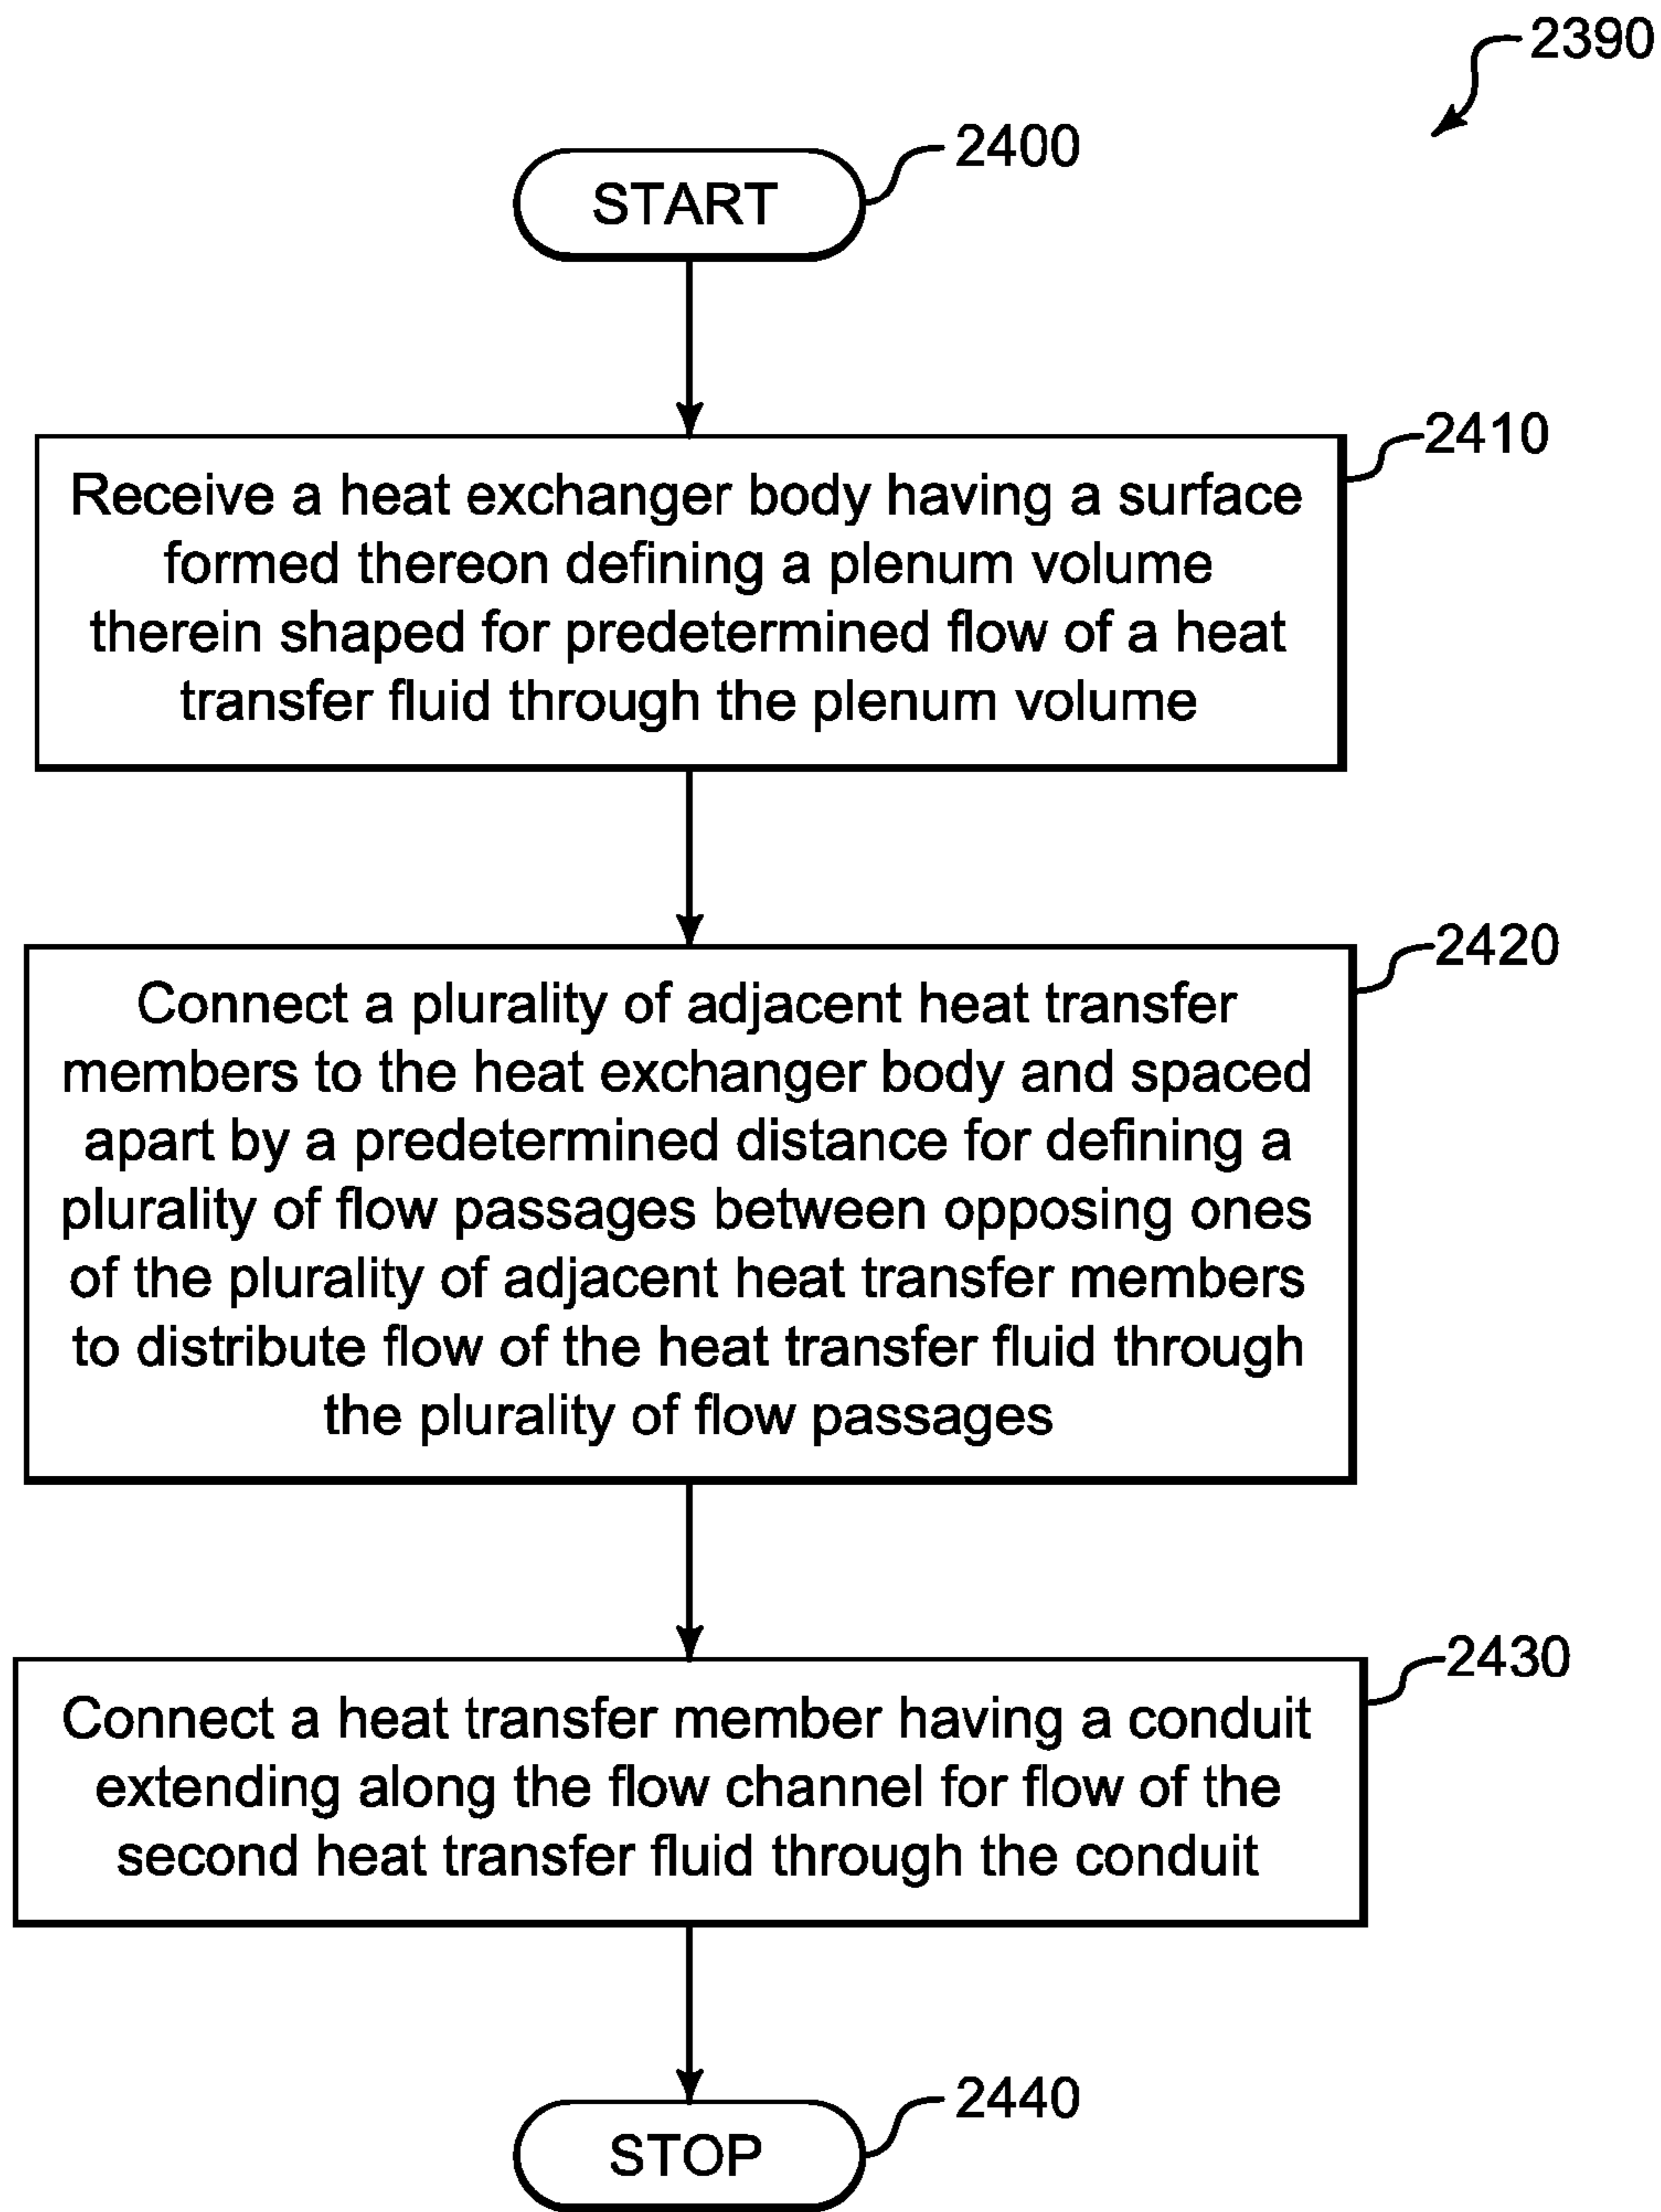 2390
START
2400
2410
Receive a heat exchanger body having a surface
formed thereon defining a plenum volume
therein shaped for predetermined flow of a heat
transfer fluid through the plenum volume
2420
Connect a plurality of adjacent heat transfer
members to the heat exchanger body and spaced
apart by a predetermined distance for defining a
plurality of flow passages between opposing ones
of the plurality of adjacent heat transfer members
to distribute flow of the heat transfer fluid through
the plurality of flow passages
2430
Connect a heat transfer member having a conduit
extending along the flow channel for flow of the
second heat transfer fluid through the conduit
2440
STOP